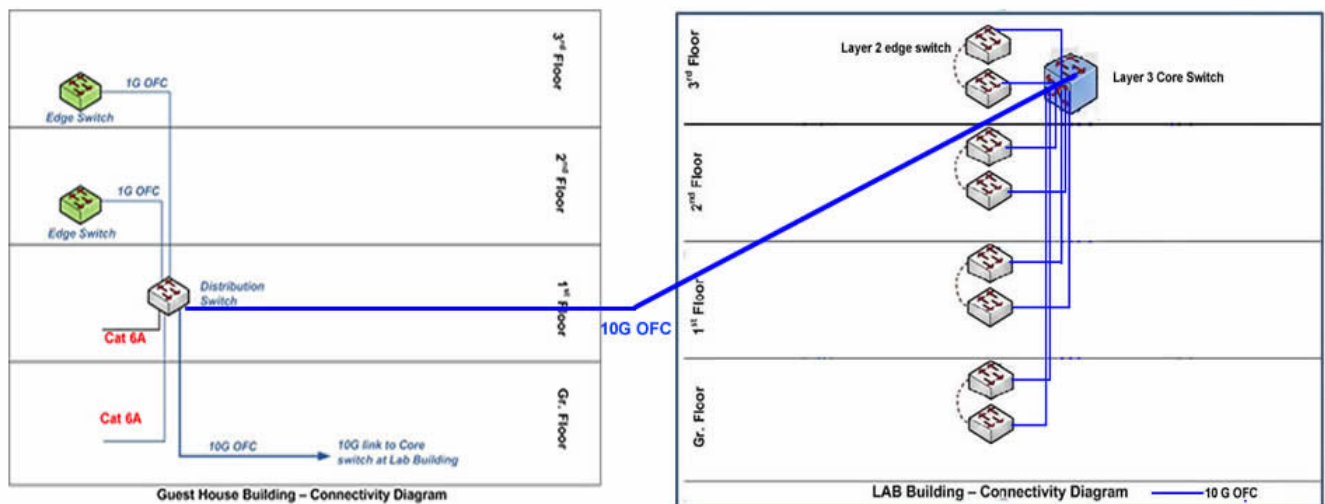 3rd Floor
1G OFC
Edge Switch
2nd Floor
1G OFC
Edge Switch
1st Floor
Distribution
Switch
Cat 6A
Gr. Floor
Cat 6A
10G OFC
10G link to Core
switch at Lab Building
Guest House Building – Connectivity Diagram
10G OFC
3rd Floor
Layer 2 edge switch
Layer 3 Core Switch
2nd Floor
1st Floor
Gr. Floor
LAB Building – Connectivity Diagram
10 G OFC